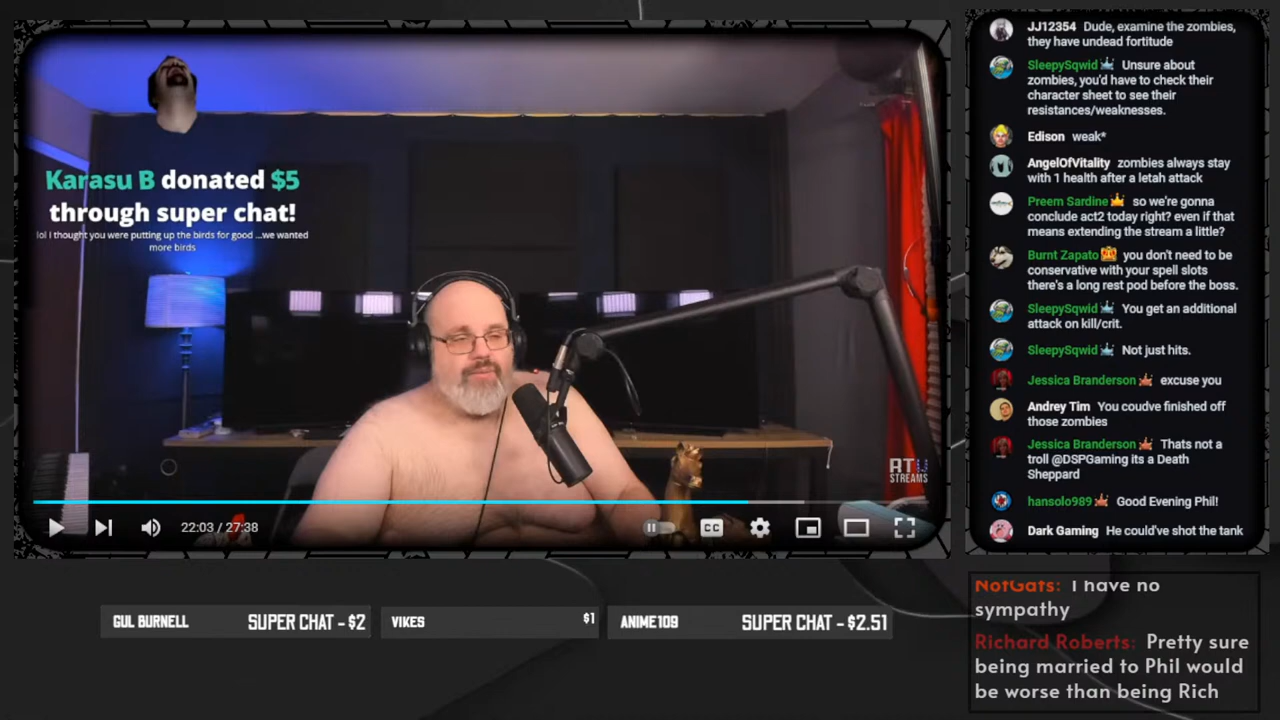 Karasu B donated $5
through super chat!
lol I thought you were putting up the birds for good ...we wanted
more birds
RTU
STREAMS
22:03 / 27:38
CC
GUL BURNELL SUPER CHAT - $2
VIKES $1
ANIME109 SUPER CHAT - $2.51
JJ12354 Dude, examine the zombies,
they have undead fortitude
SleepySqwid Unsure about
zombies, you'd have to check their
character sheet to see their
resistances/weaknesses.
Edison weak*
AngelOfVitality zombies always stay
with 1 health after a letah attack
Preem Sardine so we're gonna
conclude act2 today right? even if that
means extending the stream a little?
Burnt Zapato you don't need to be
conservative with your spell slots
there's a long rest pod before the boss.
SleepySqwid You get an additional
attack on kill/crit.
SleepySqwid Not just hits.
Jessica Branderson excuse you
Andrey Tim You coudve finished off
those zombies
Jessica Branderson Thats not a
troll @DSPGaming its a Death
Sheppard
hansolo989 Good Evening Phil!
Dark Gaming He could've shot the tank
NotGats: I have no
sympathy
Richard Roberts: Pretty sure
being married to Phil would
be worse than being Rich